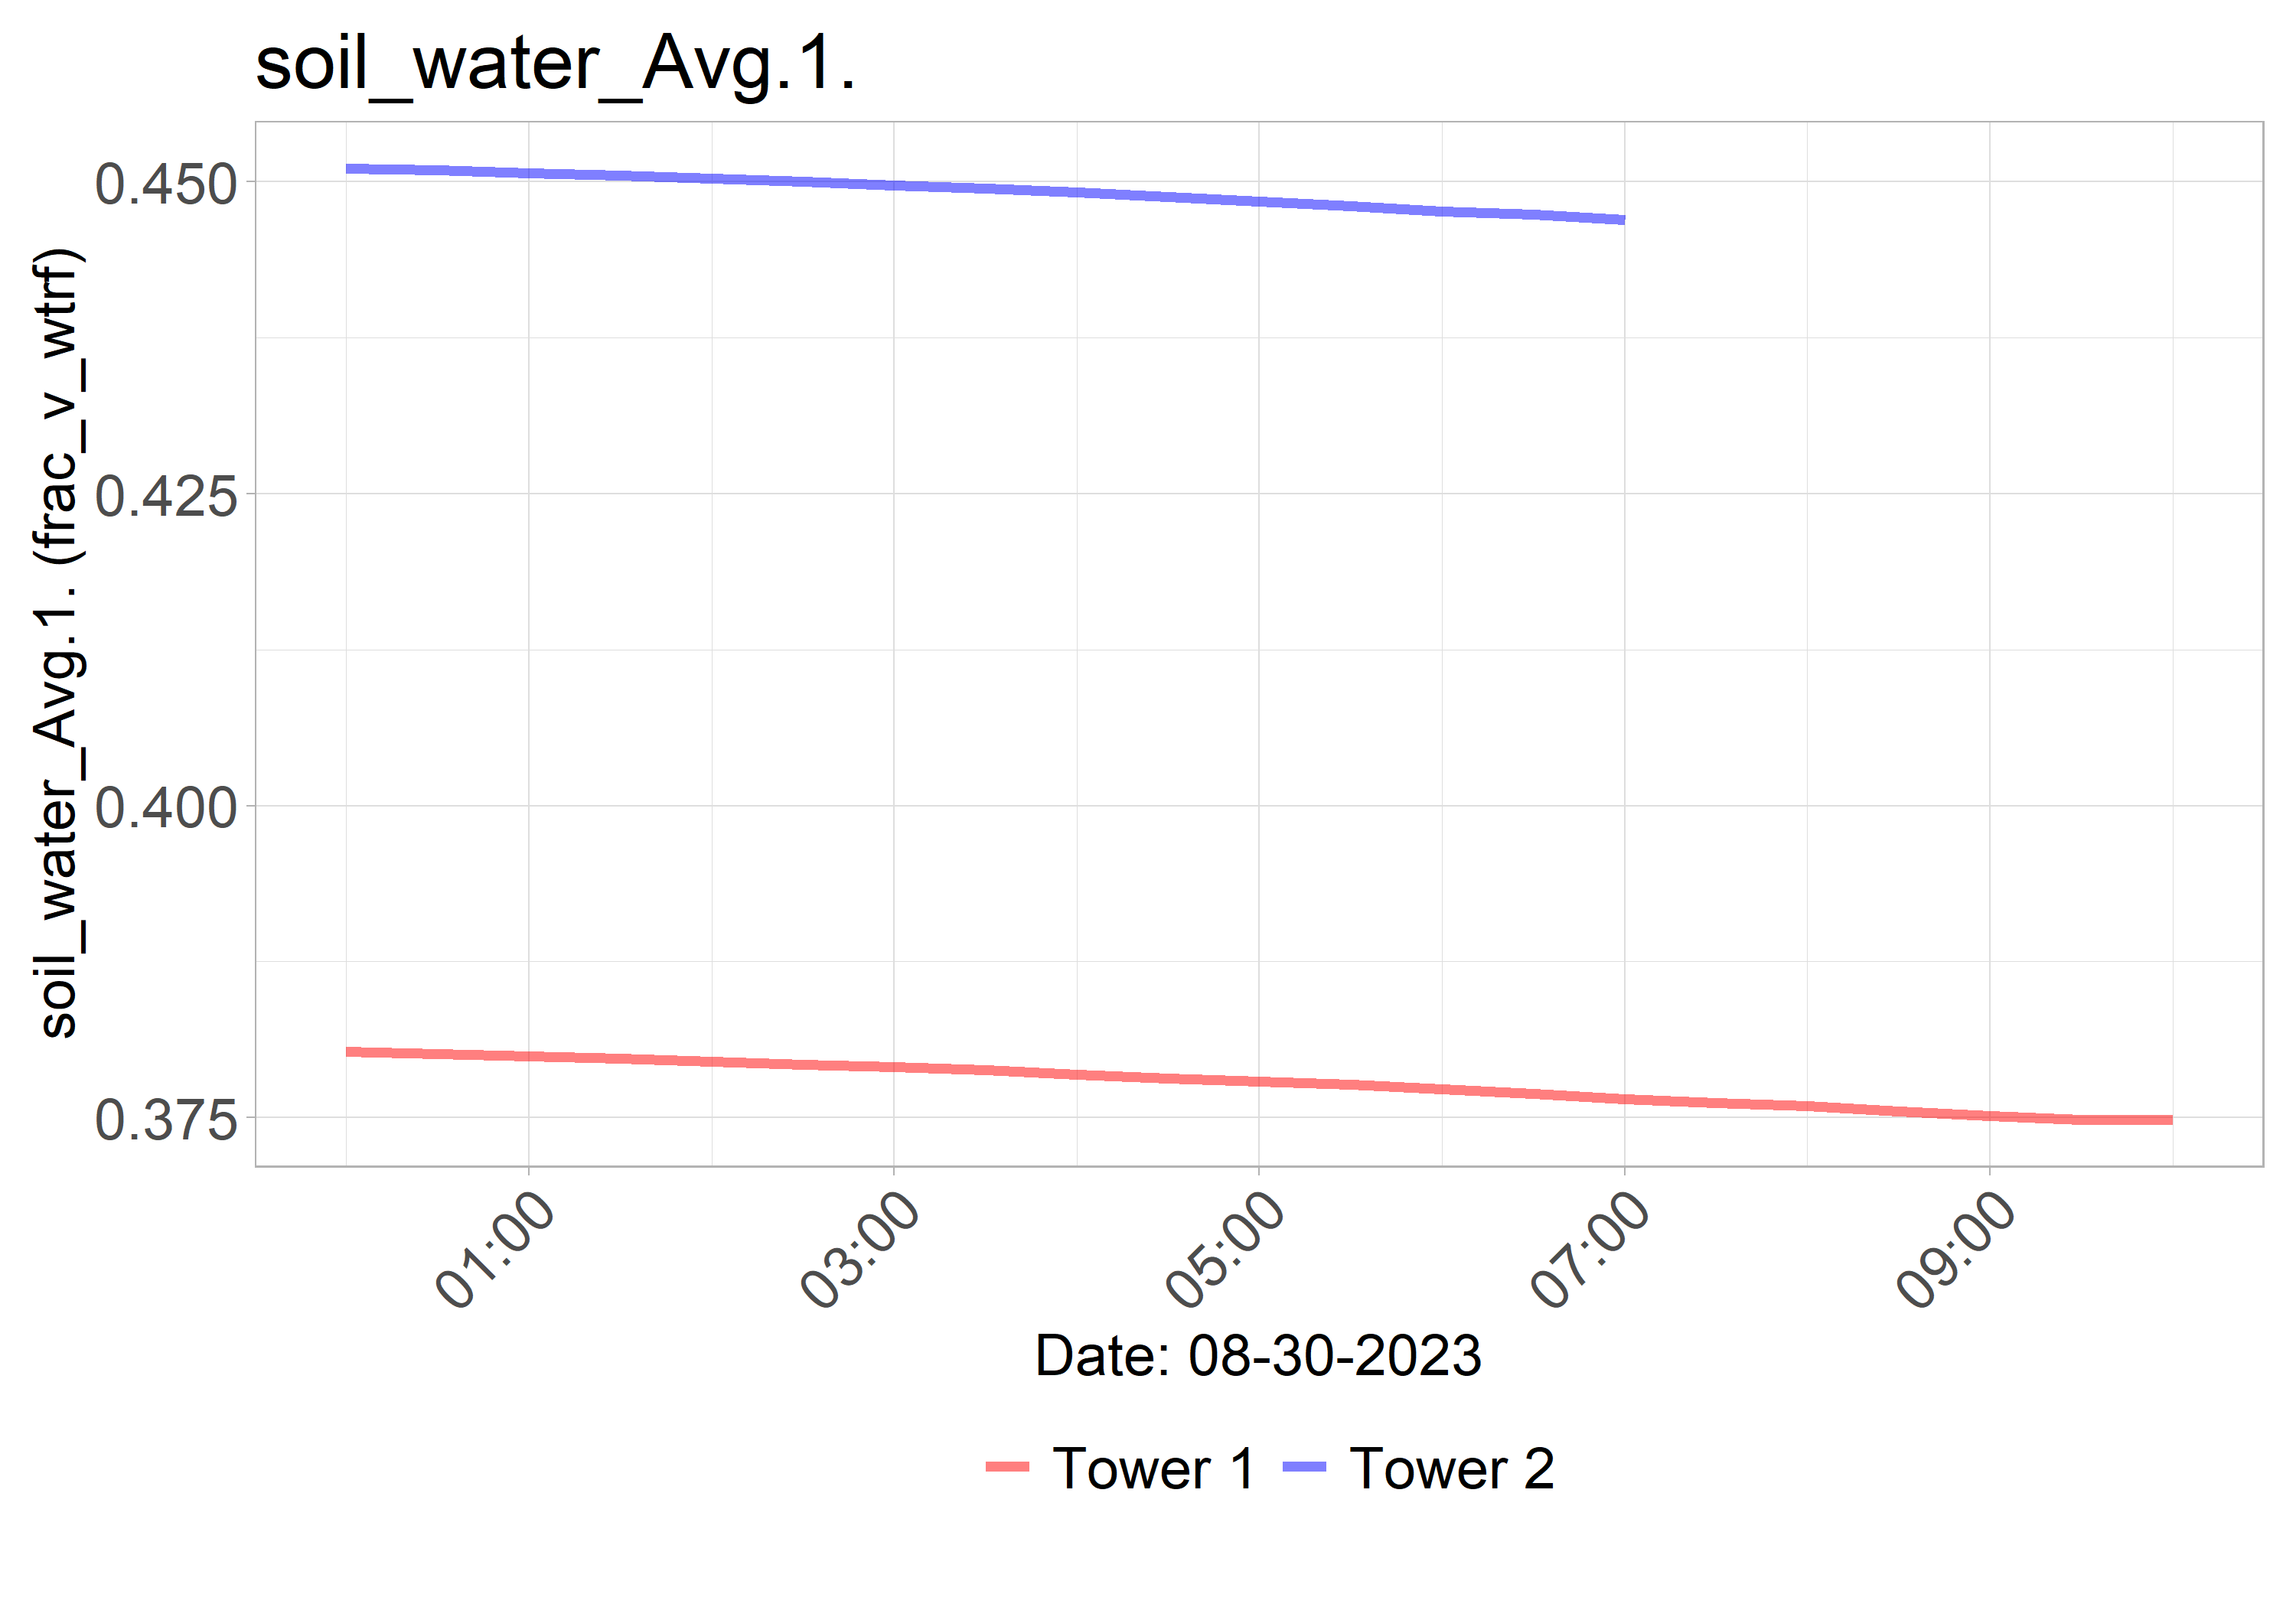 soil_water_Avg.1.
soil_water_Avg.1. (frac_v_wtrf)
0.450
0.425
0.400
0.375
01:00
03:00
05:00
07:00
09:00
Date: 08-30-2023
Tower 1
Tower 2